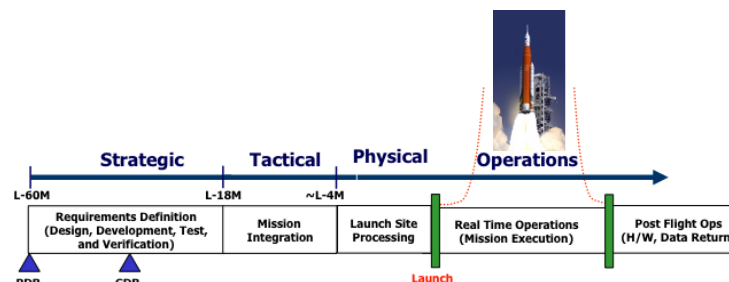 Strategic Tactical Physical Operations
L-60M L-18M ~L-4M
Requirements Definition
(Design, Development, Test,
and Verification)
Mission
Integration
Launch Site
Processing
Real Time Operations
(Mission Execution)
Post Flight Ops
(H/W, Data Return
Launch